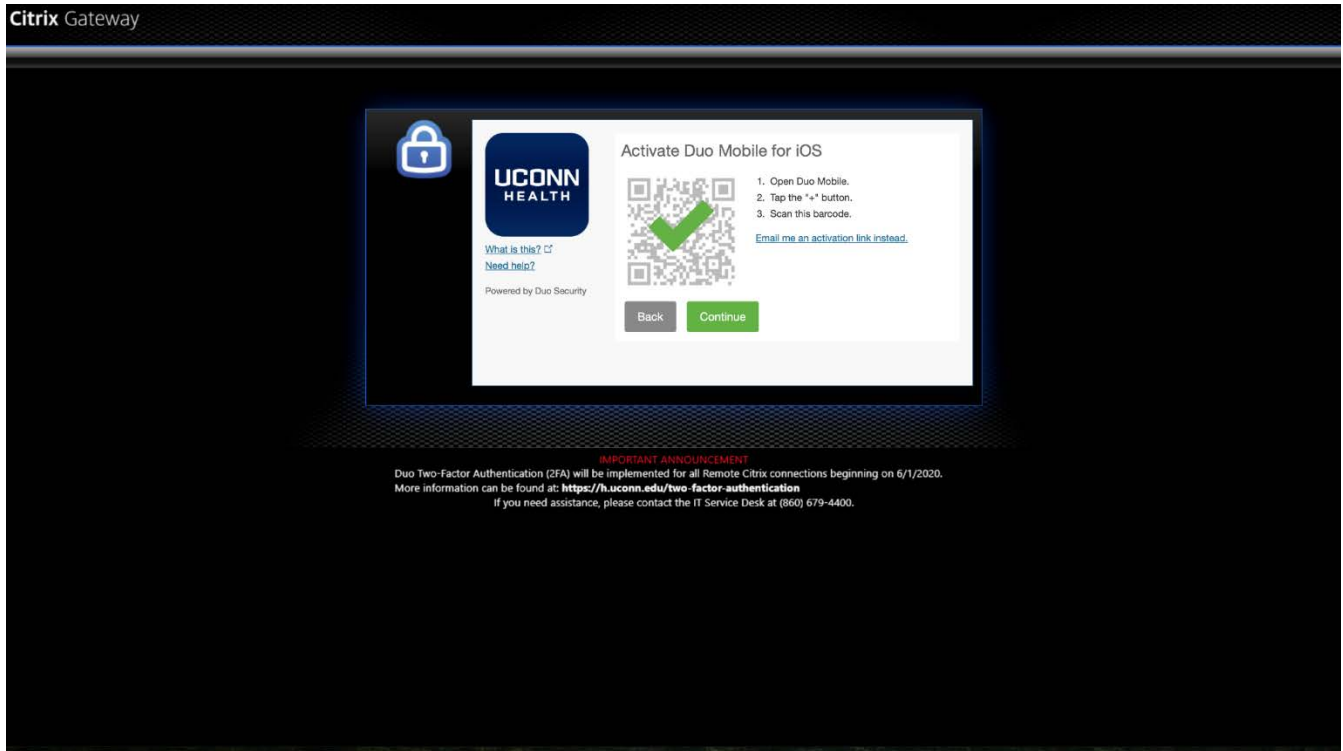 Citrix Gateway
UCONN
HEALTH
What is this?
Need help?
Powered by Duo Security
Activate Duo Mobile for iOS
1. Open Duo Mobile.
2. Tap the "+" button.
3. Scan this barcode.
Email me an activation link instead.
Back Continue
IMPORTANT ANNOUNCEMENT
Duo Two-Factor Authentication (2FA) will be implemented for all Remote Citrix connections beginning on 6/1/2020.
More information can be found at: https://h.uconn.edu/two-factor-authentication
If you need assistance, please contact the IT Service Desk at (860) 679-4400.